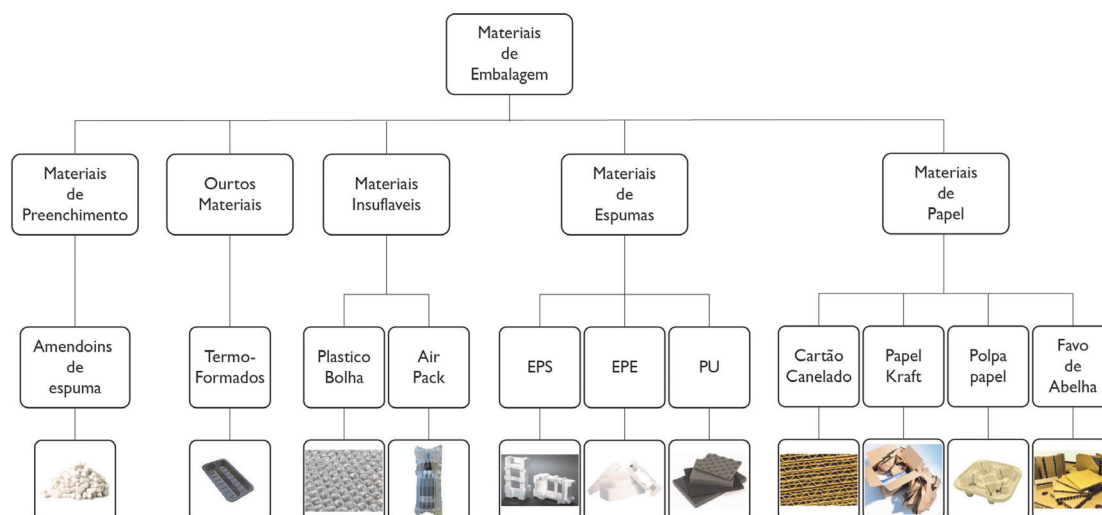 Materiais
de
Embalagem
Materiais
de
Preenchimento
Ourtos
Materiais
Materiais
Insuflaveis
Materiais
de
Espumas
Materiais
de
Papel
Amendoins
de
espuma
Termo-
Formados
Plastico
Bolha
Air
Pack
EPS
EPE
PU
Cartão
Canelado
Papel
Kraft
Polpa
papel
Favo
de
Abelha